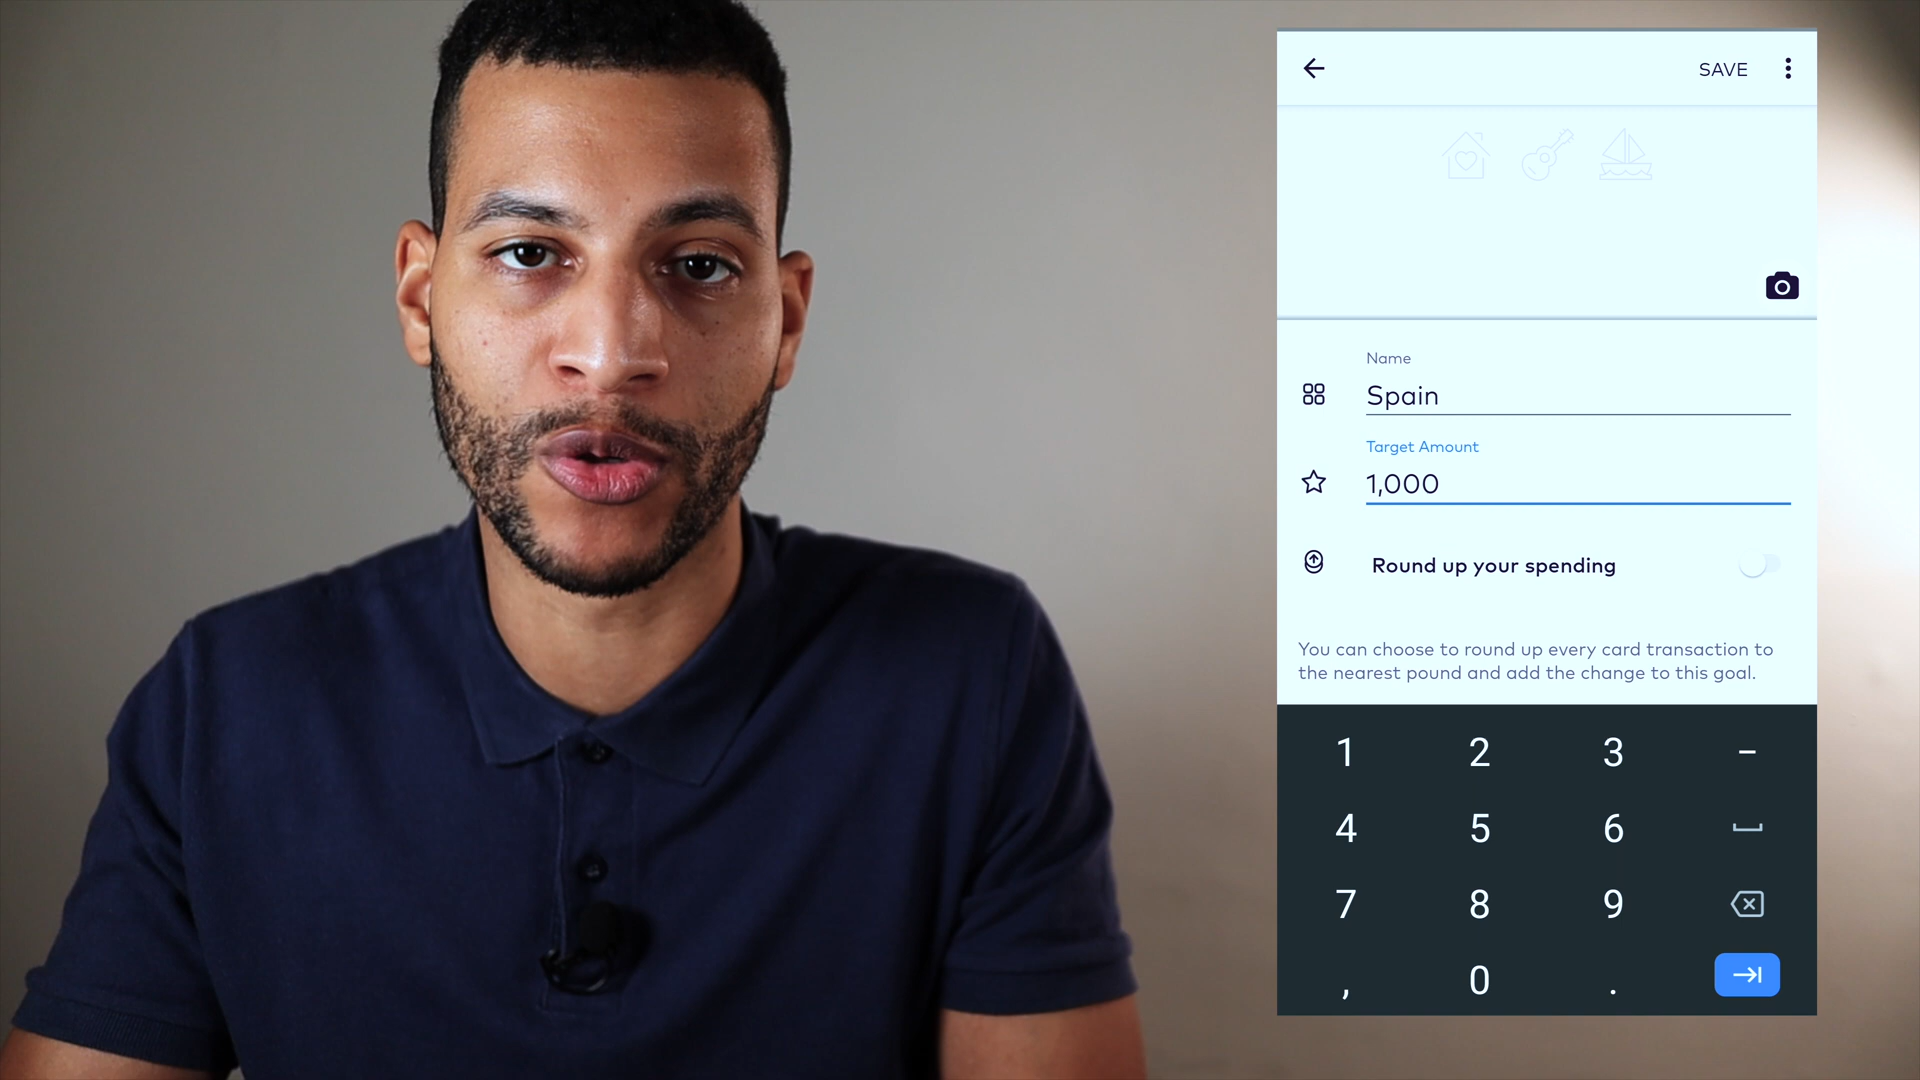 SAVE
Name
Spain
Target Amount
1,000
Round up your spending
You can choose to round up every card transaction to
the nearest pound and add the change to this goal.
1 2 3 –
4 5 6
7 8 9
, 0 .